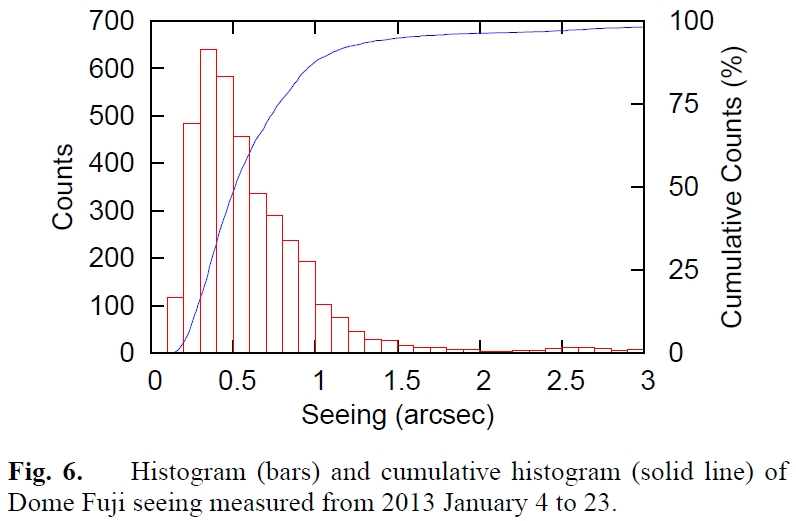 700
600
500
400
300
200
100
0
Counts
100
75
50
25
0
Cumulative Counts (%)
0 0.5 1 1.5 2 2.5 3
Seeing (arcsec)
Fig. 6. Histogram (bars) and cumulative histogram (solid line) of
Dome Fuji seeing measured from 2013 January 4 to 23.